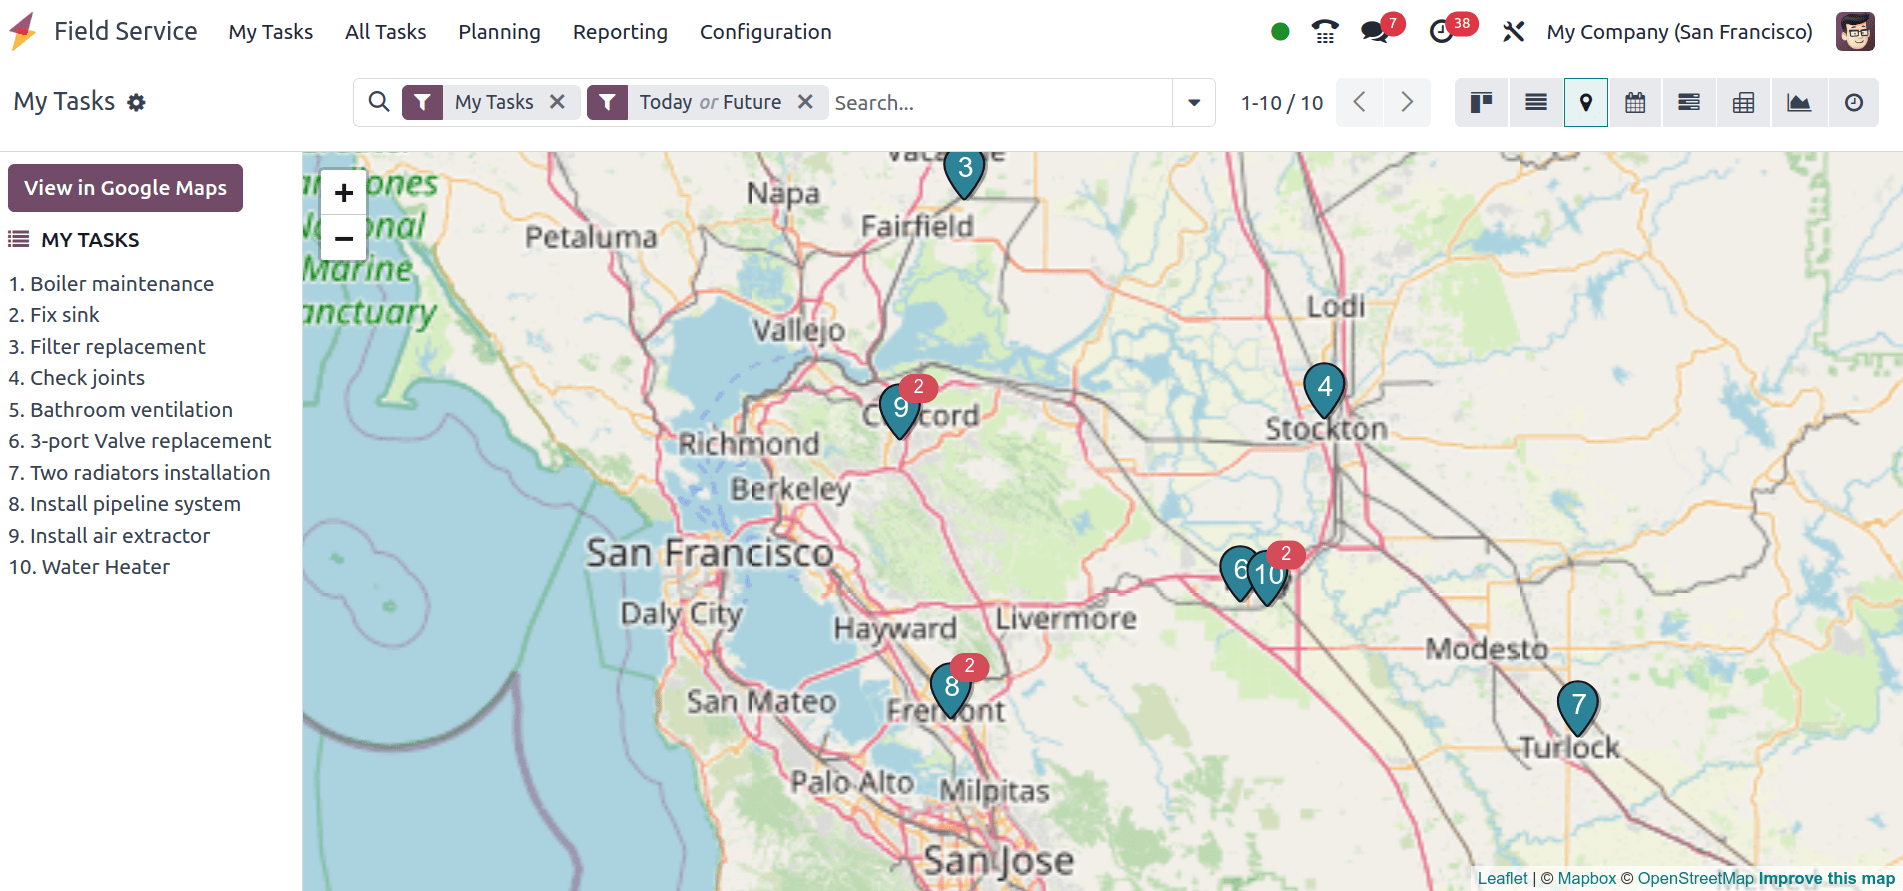 Field Service My Tasks All Tasks Planning Reporting Configuration 7 38 My Company (San Francisco)
My Tasks My Tasks Today or Future Search... 1-10 / 10
View in Google Maps
MY TASKS
1. Boiler maintenance
2. Fix sink
3. Filter replacement
4. Check joints
5. Bathroom ventilation
6. 3-port Valve replacement
7. Two radiators installation
8. Install pipeline system
9. Install air extractor
10. Water Heater
+
−
3
Napa
Fairfield
Petaluma
Marine
Lodi
Vallejo
2
9
4
Stockton
Richmond
Berkeley
San Francisco
2
6 10
Daly City
Hayward
Livermore
Modesto
2
8
San Mateo
Fremont
7
Turlock
Palo Alto
Milpitas
San Jose
Leaflet | © Mapbox © OpenStreetMap Improve this map